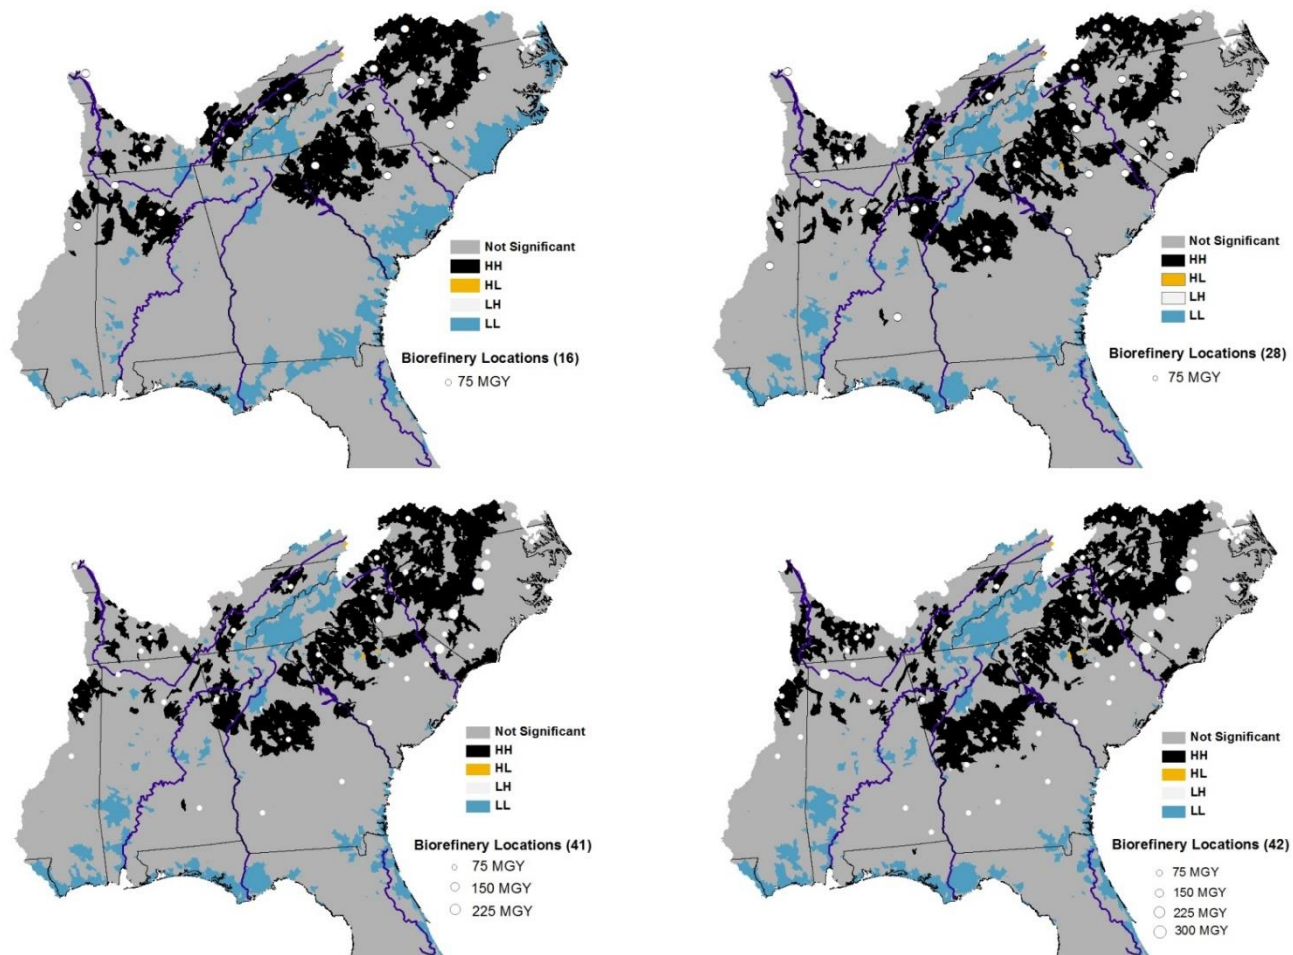 Not Significant
HH
HL
LH
LL
Biorefinery Locations (16)
75 MGY
Not Significant
HH
HL
LH
LL
Biorefinery Locations (28)
75 MGY
Not Significant
HH
HL
LH
LL
Biorefinery Locations (41)
75 MGY
150 MGY
225 MGY
Not Significant
HH
HL
LH
LL
Biorefinery Locations (42)
75 MGY
150 MGY
225 MGY
300 MGY